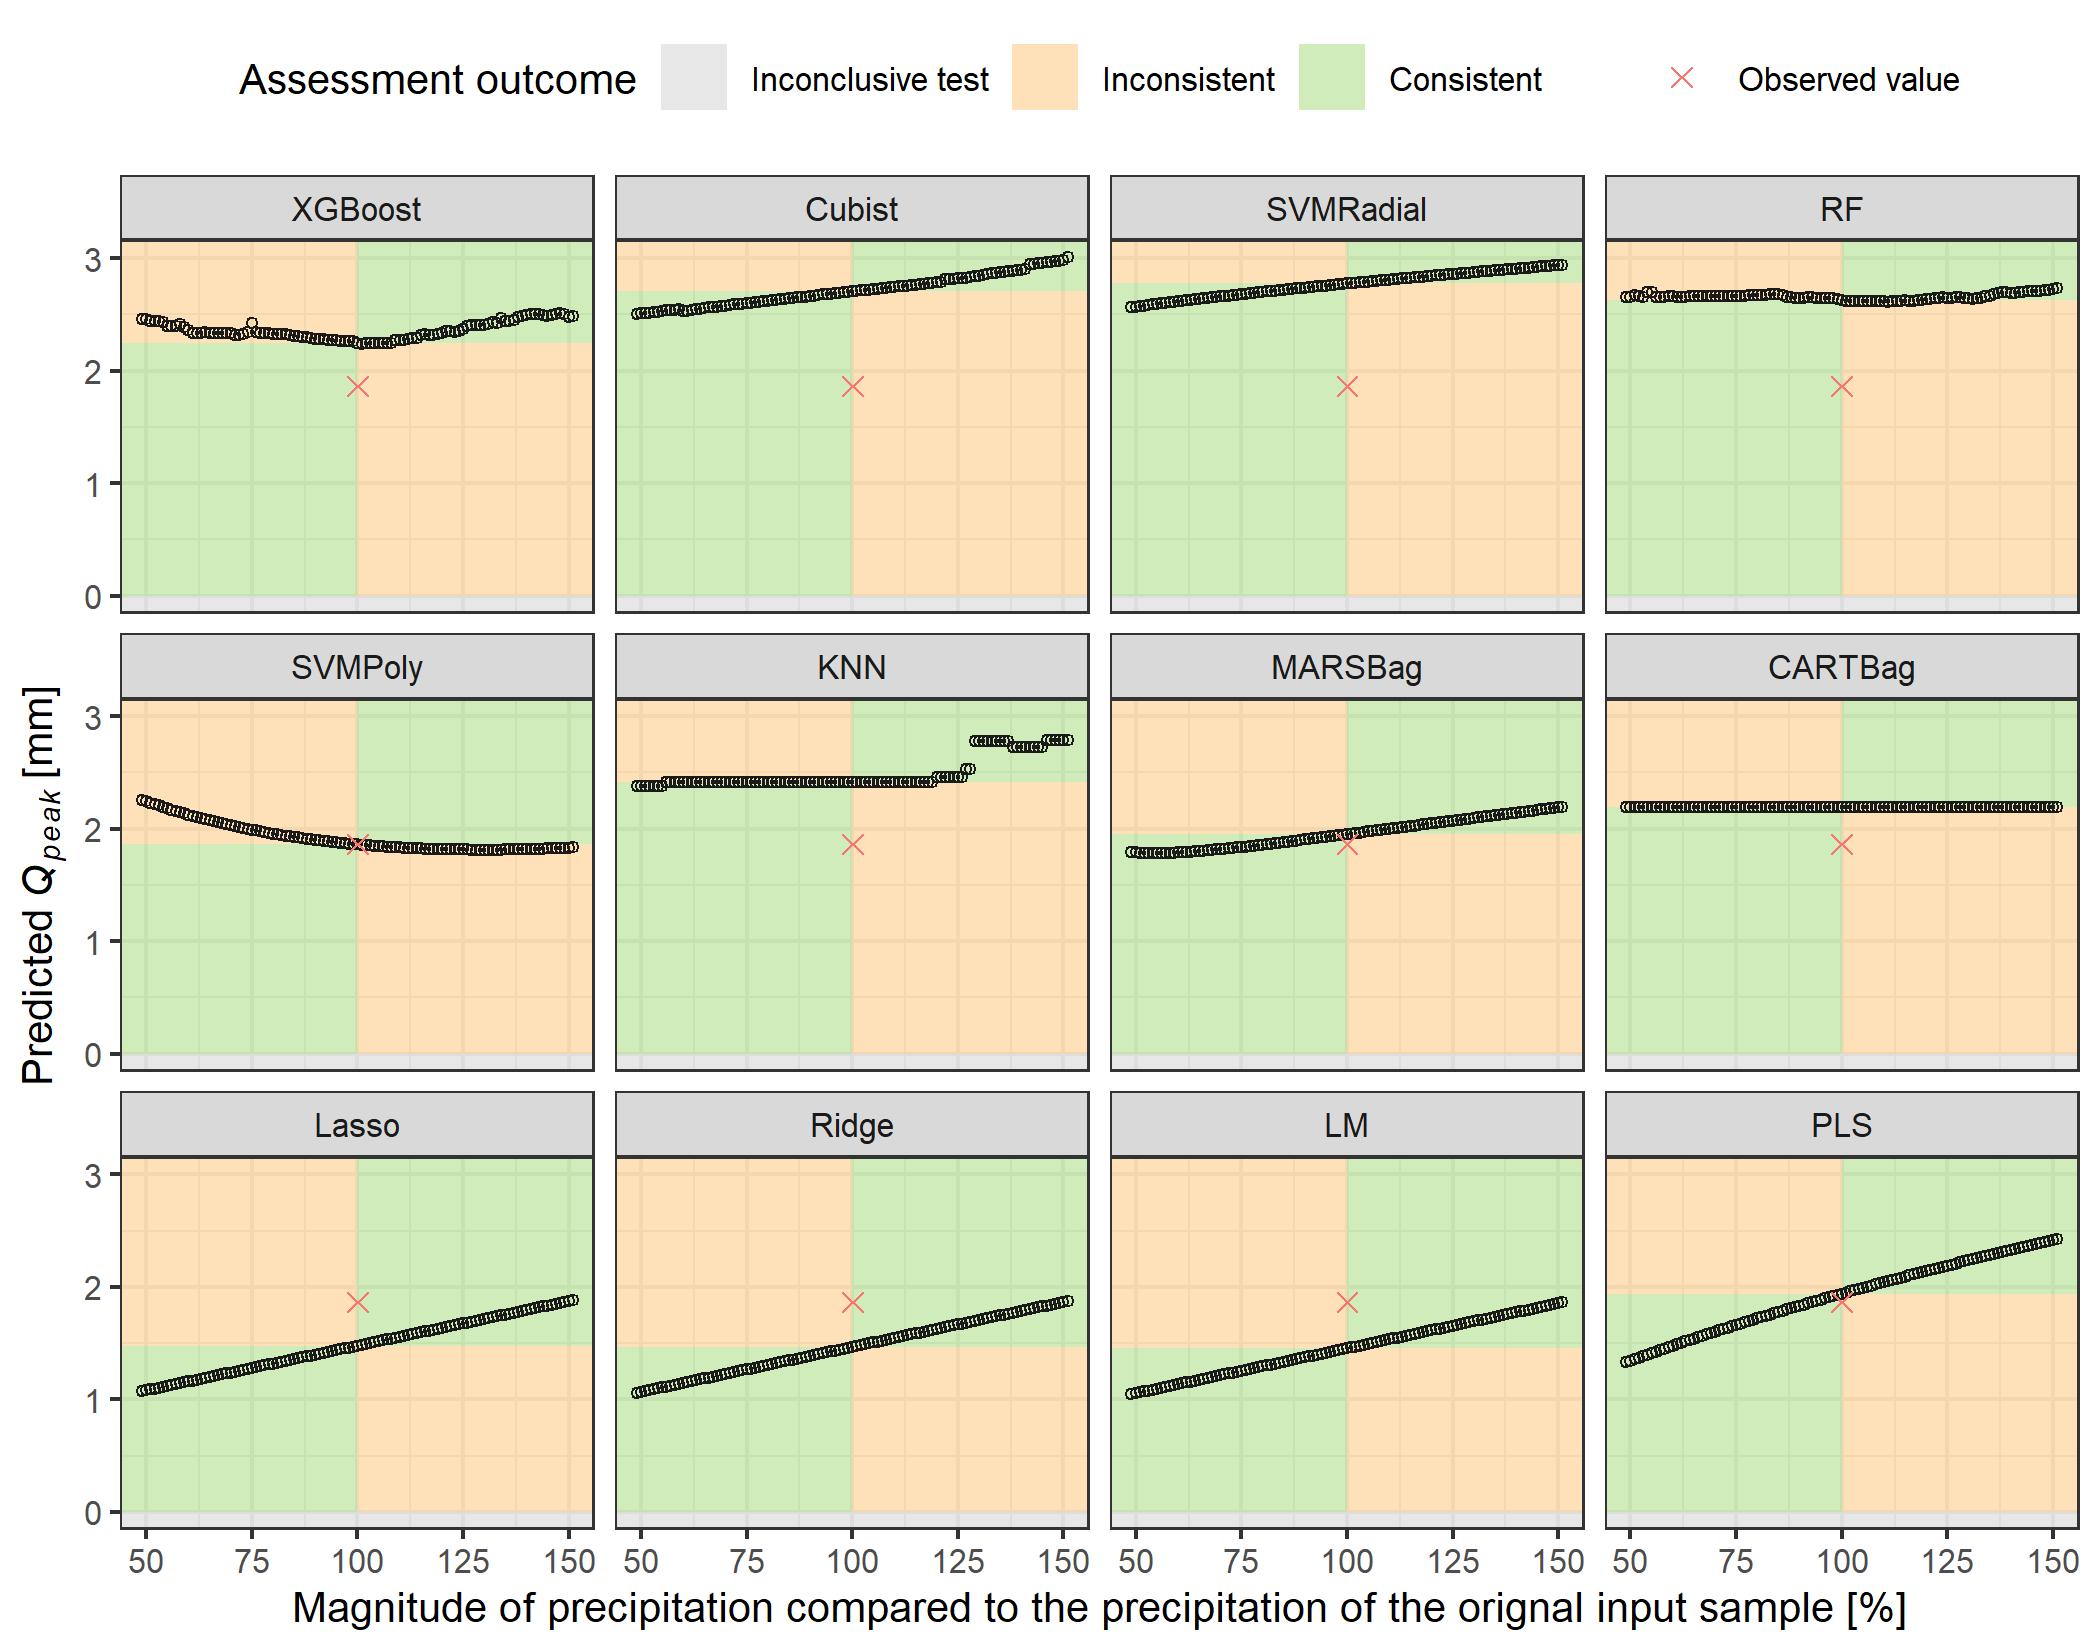 Assessment outcome Inconclusive test Inconsistent Consistent Observed value
XGBoost Cubist SVMRadial RF
3
2
1
0
SVMPoly KNN MARSBag CARTBag
3
2
1
0
Lasso Ridge LM PLS
3
2
1
0
50 75 100 125 150 50 75 100 125 150 50 75 100 125 150 50 75 100 125 150
Predicted Qpeak [mm]
Magnitude of precipitation compared to the precipitation of the orignal input sample [%]